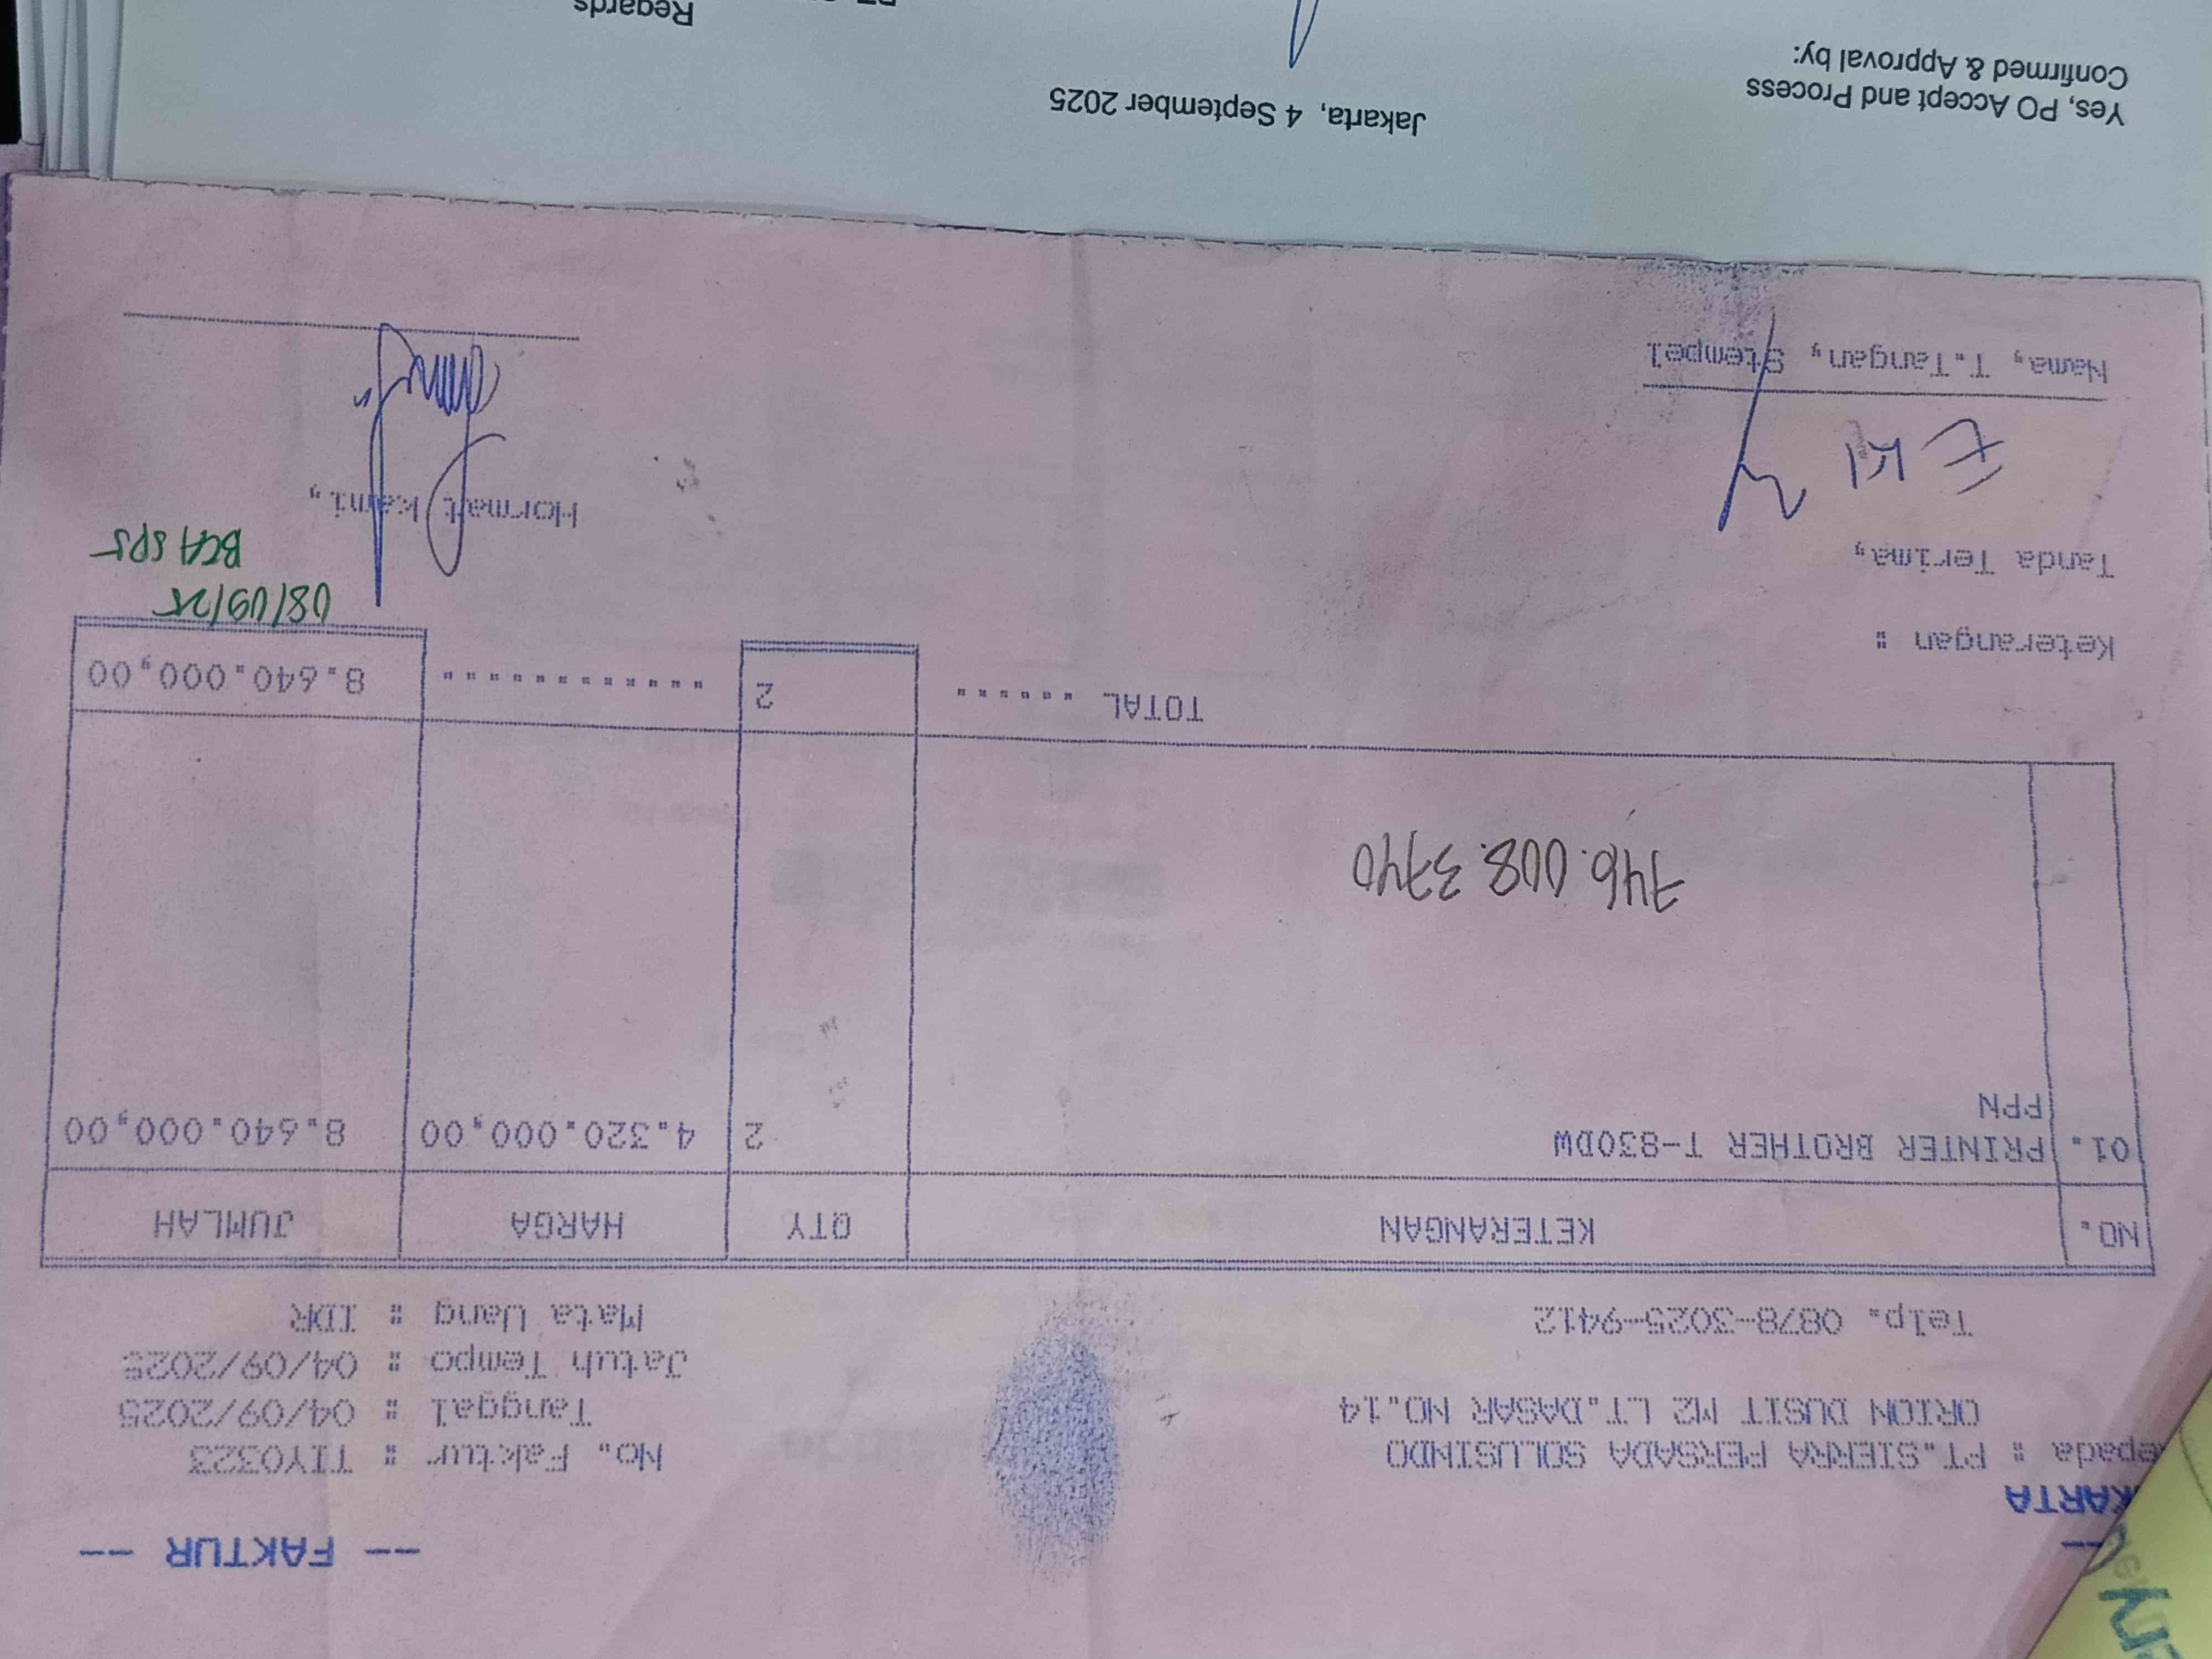 -- FAKTUR --
KARTA
epada : PT.SIERRA PERSADA SOLUSINDO
ORION DUSIT M2 LT.DASAR NO.14
Telp. 0878-3025-9412
No. Faktur : TIY0323
Tanggal : 04/09/2025
Jatuh Tempo : 04/09/2025
Mata Uang : IDR
NO. KETERANGAN QTY HARGA JUMLAH
01. PRINTER BROTHER T-830DW 2 4.320.000,00 8.640.000,00
PPN
746.008.3740
TOTAL ...... 2 ............ 8.640.000,00
Keterangan :
08/09/25
BCA SPS
Tanda Terima,
Hormat kami,
Eki
Nama, T.Tangan, Stempel
Yes, PO Accept and Process
Confirmed & Approval by:
Jakarta, 4 September 2025
Regards